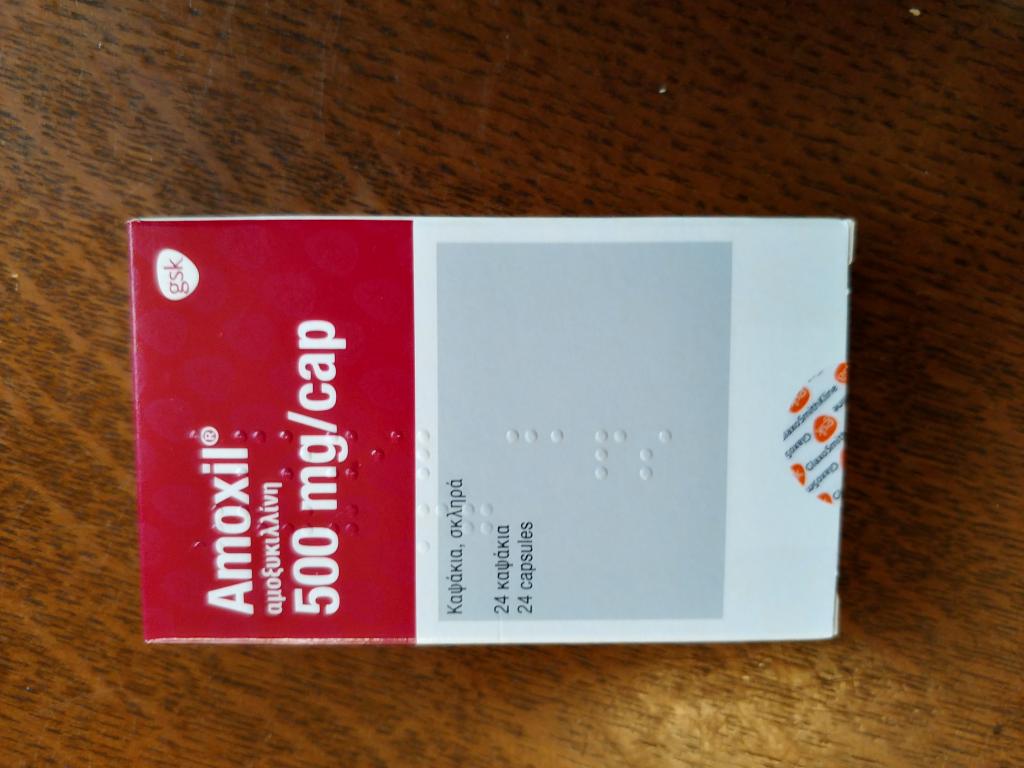 gsk
Amoxil®
αμοξυκιλλίνη
500 mg/cap
Καψάκια, σκληρά
24 καψάκια
24 capsules